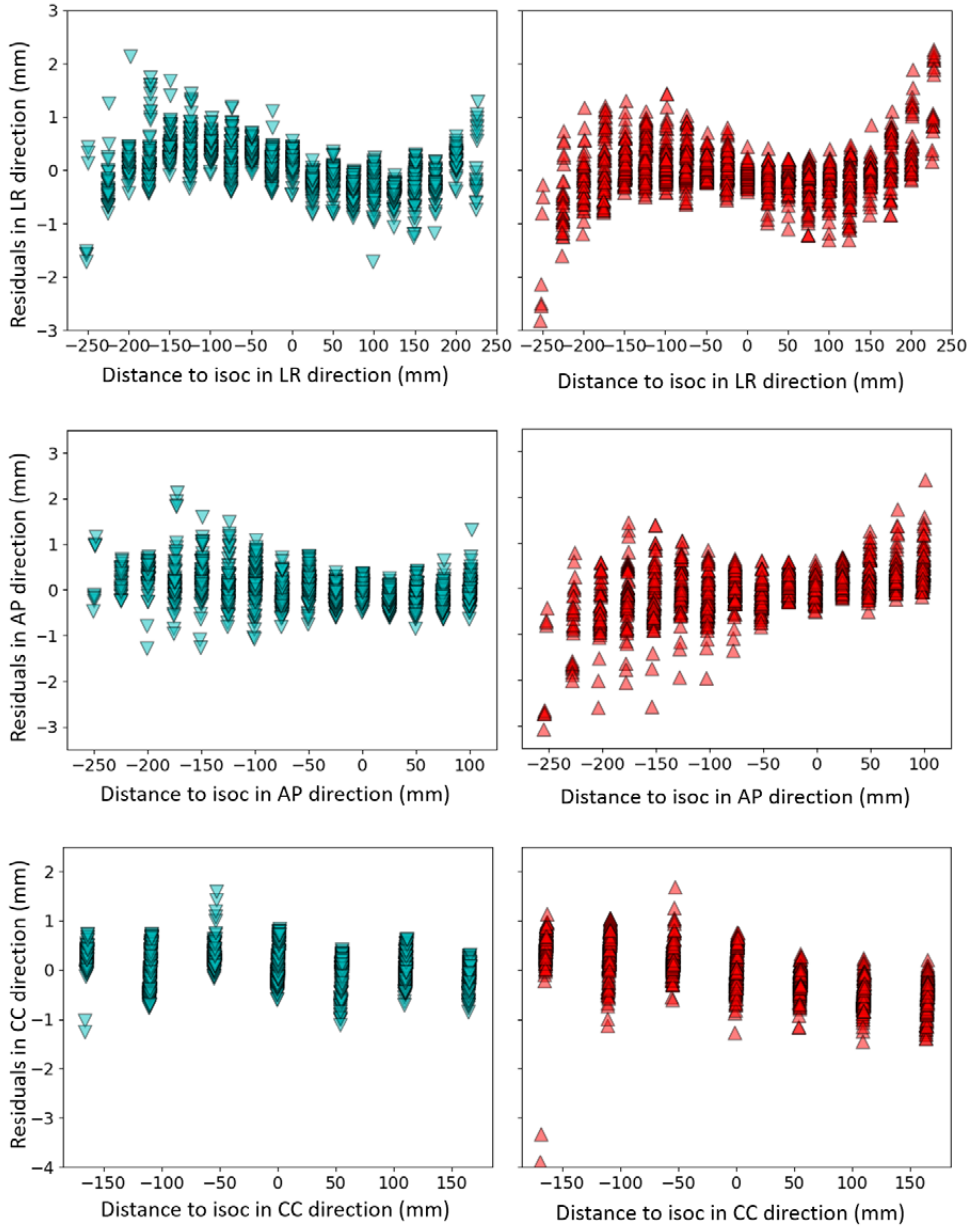 3
2
1
0
−1
−2
−3
Residuals in LR direction (mm)
−250 −200 −150 −100 −50 0 50 100 150 200 250
−250 −200 −150 −100 −50 0 50 100 150 200 250
Distance to isoc in LR direction (mm)
Distance to isoc in LR direction (mm)
3
2
1
0
−1
−2
−3
Residuals in AP direction (mm)
−250 −200 −150 −100 −50 0 50 100
−250 −200 −150 −100 −50 0 50 100
Distance to isoc in AP direction (mm)
Distance to isoc in AP direction (mm)
2
1
0
−1
−2
−3
−4
Residuals in CC direction (mm)
−150 −100 −50 0 50 100 150
−150 −100 −50 0 50 100 150
Distance to isoc in CC direction (mm)
Distance to isoc in CC direction (mm)